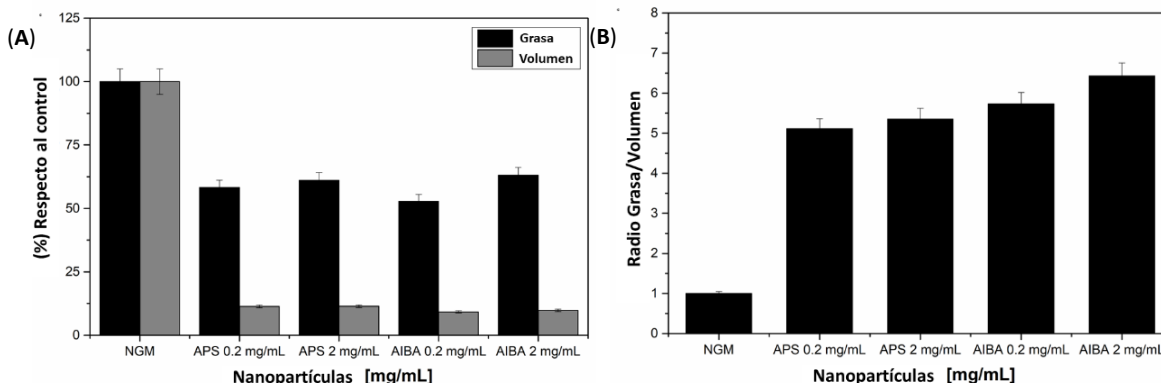 (A)
(%) Respecto al control
125
100
75
50
25
0
Grasa
Volumen
NGM
APS 0.2 mg/mL
APS 2 mg/mL
AIBA 0.2 mg/mL
AIBA 2 mg/mL
Nanopartículas [mg/mL]
(B)
Radio Grasa/Volumen
8
7
6
5
4
3
2
1
0
NGM
APS 0.2 mg/mL
APS 2 mg/mL
AIBA 0.2 mg/mL
AIBA 2 mg/mL
Nanopartículas [mg/mL]